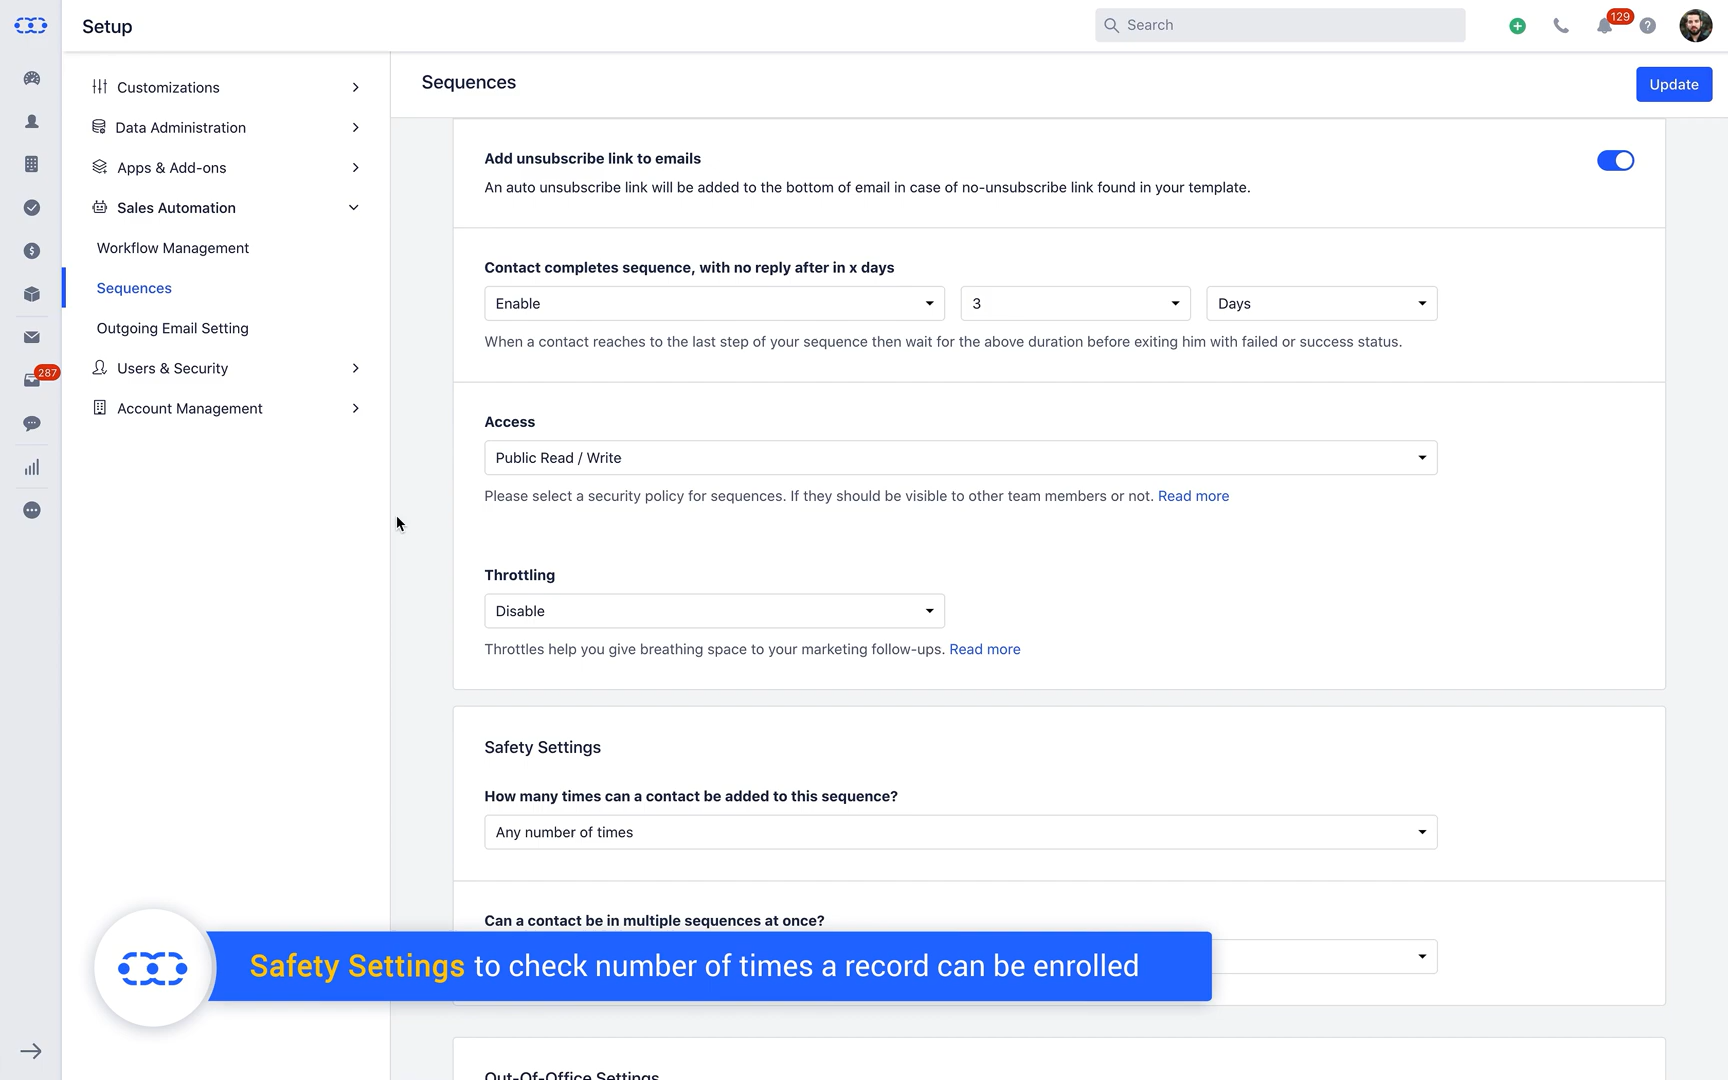 Setup
Search
129
Customizations
Data Administration
Apps & Add-ons
Sales Automation
Workflow Management
Sequences
Outgoing Email Setting
Users & Security
Account Management
287
Sequences
Update
Add unsubscribe link to emails
An auto unsubscribe link will be added to the bottom of email in case of no-unsubscribe link found in your template.
Contact completes sequence, with no reply after in x days
Enable
3
Days
When a contact reaches to the last step of your sequence then wait for the above duration before exiting him with failed or success status.
Access
Public Read / Write
Please select a security policy for sequences. If they should be visible to other team members or not. Read more
Throttling
Disable
Throttles help you give breathing space to your marketing follow-ups. Read more
Safety Settings
How many times can a contact be added to this sequence?
Any number of times
Can a contact be in multiple sequences at once?
Safety Settings to check number of times a record can be enrolled
Out-Of-Office Settings